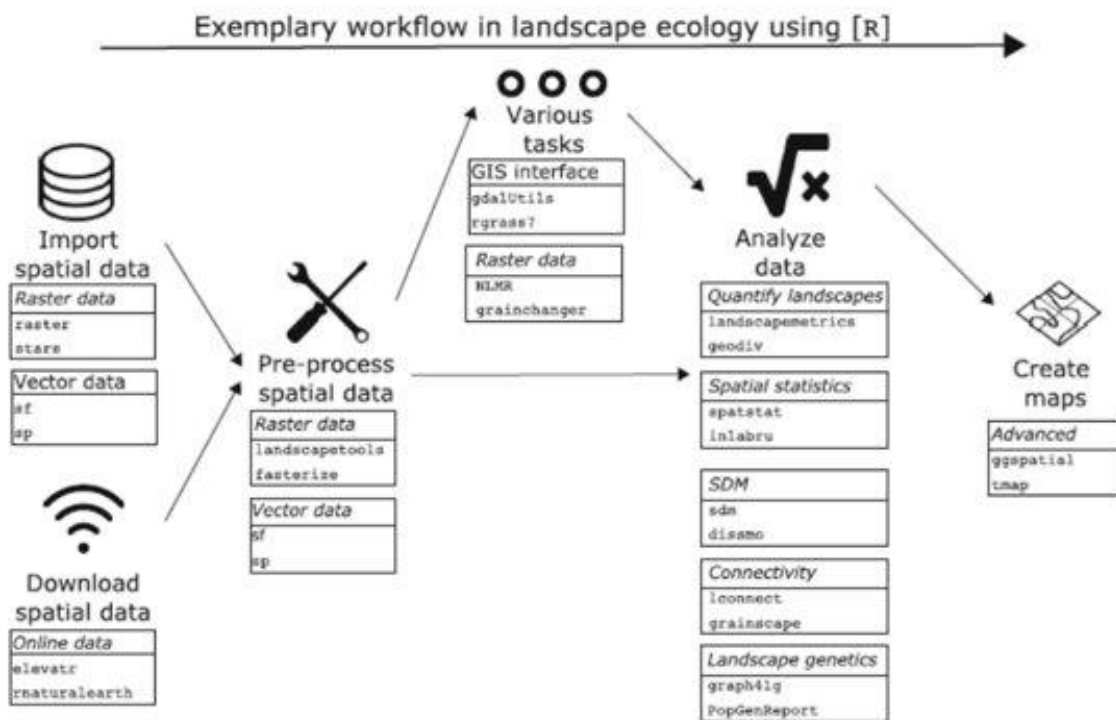 Exemplary workflow in landscape ecology using [R]
Import
spatial data
Raster data
raster
stars
Vector data
sf
sp
Download
spatial data
Online data
elevatr
rnaturalearth
Pre-process
spatial data
Raster data
landscapetools
fasterize
Vector data
sf
sp
Various
tasks
GIS interface
gdalUtils
rgrass7
Raster data
NLMR
grainchanger
Analyze
data
Quantify landscapes
landscapemetrics
geodiv
Spatial statistics
spatstat
inlabru
SDM
sdm
dissmo
Connectivity
lconnect
grainscape
Landscape genetics
graph4lg
PopGenReport
Create
maps
Advanced
ggspatial
tmap